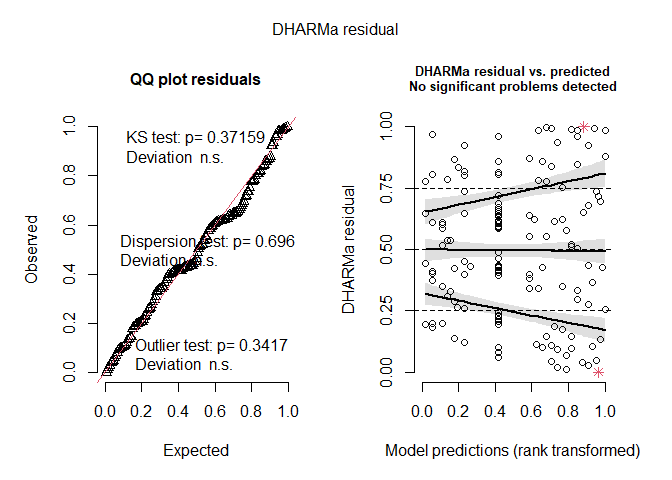 DHARMa residual
QQ plot residuals
KS test: p= 0.37159
Deviation n.s.
Dispersion test: p= 0.696
Deviation n.s.
Outlier test: p= 0.3417
Deviation n.s.
Observed
0.0 0.2 0.4 0.6 0.8 1.0
0.0 0.2 0.4 0.6 0.8 1.0
Expected
DHARMa residual vs. predicted
No significant problems detected
DHARMa residual
0.00 0.25 0.50 0.75 1.00
0.0 0.2 0.4 0.6 0.8 1.0
Model predictions (rank transformed)